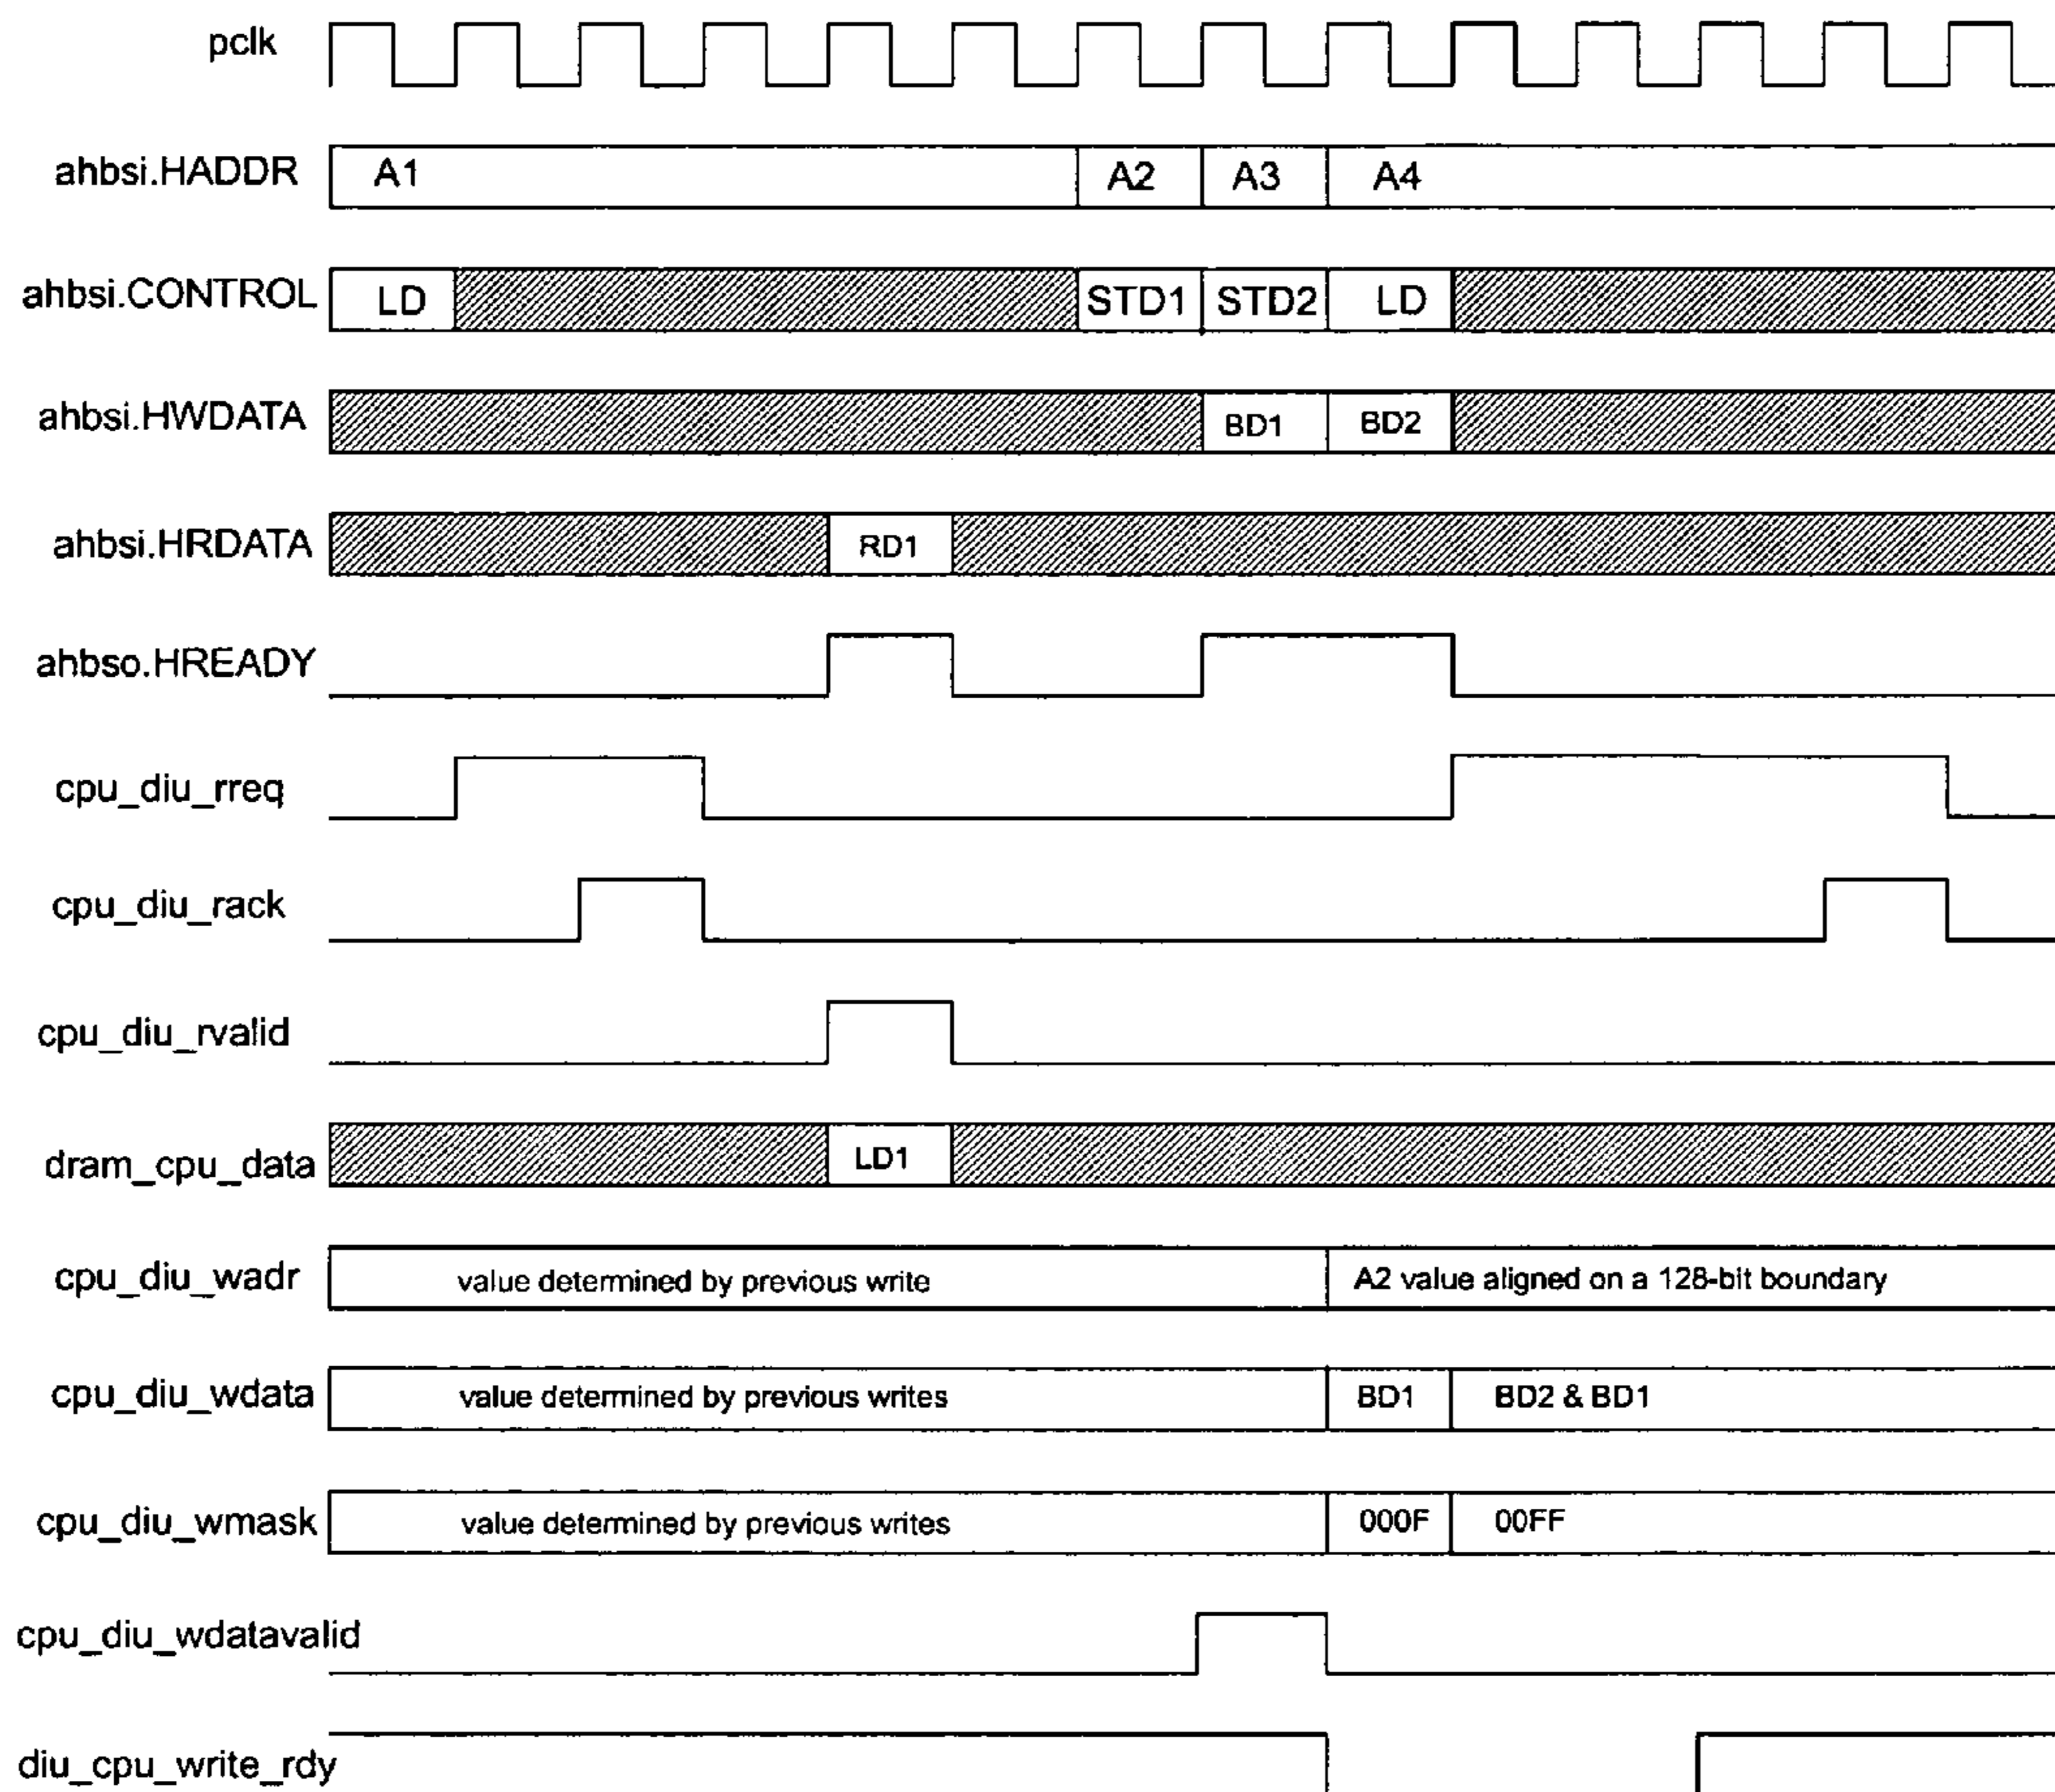 pclk
ahbsi.HADDR A1 A2 A3 A4
ahbsi.CONTROL LD STD1 STD2 LD
ahbsi.HWDATA BD1 BD2
ahbsi.HRDATA RD1
ahbso.HREADY
cpu_diu_rreq
cpu_diu_rack
cpu_diu_rvalid
dram_cpu_data LD1
cpu_diu_wadr value determined by previous write A2 value aligned on a 128-bit boundary
cpu_diu_wdata value determined by previous writes BD1 BD2 & BD1
cpu_diu_wmask value determined by previous writes 000F 00FF
cpu_diu_wdatavalid
diu_cpu_write_rdy